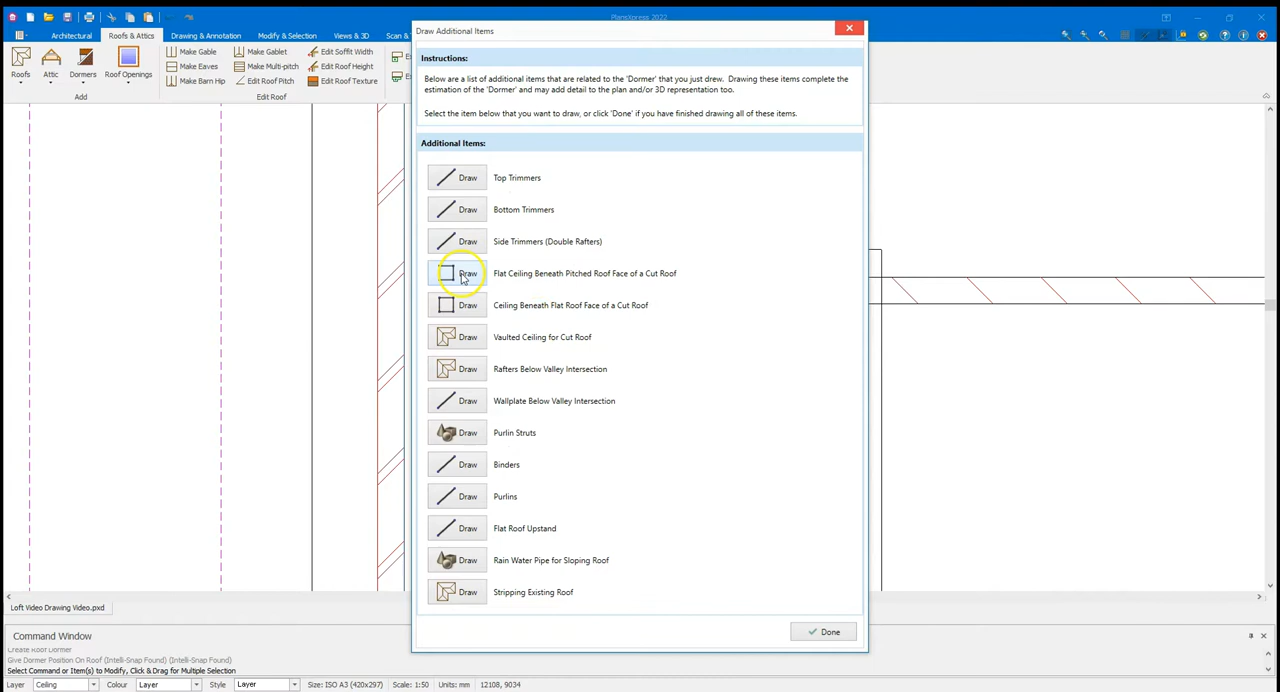 PlansXpress 2022
Architectural
Roofs & Attics
Drawing & Annotation
Modify & Selection
Views & 3D
Scan &
Roofs
Attic
Dormers
Roof Openings
Add
Make Gable
Make Eaves
Make Barn Hip
Make Gablet
Make Multi-pitch
Edit Roof Pitch
Edit Soffit Width
Edit Roof Height
Edit Roof Texture
Edit Roof
Draw Additional Items
Instructions:
Below are a list of additional items that are related to the 'Dormer' that you just drew. Drawing these items complete the
estimation of the 'Dormer' and may add detail to the plan and/or 3D representation too.
Select the item below that you want to draw, or click 'Done' if you have finished drawing all of these items.
Additional Items:
Draw Top Trimmers
Draw Bottom Trimmers
Draw Side Trimmers (Double Rafters)
Draw Flat Ceiling Beneath Pitched Roof Face of a Cut Roof
Draw Ceiling Beneath Flat Roof Face of a Cut Roof
Draw Vaulted Ceiling for Cut Roof
Draw Rafters Below Valley Intersection
Draw Wallplate Below Valley Intersection
Draw Purlin Struts
Draw Binders
Draw Purlins
Draw Flat Roof Upstand
Draw Rain Water Pipe for Sloping Roof
Draw Stripping Existing Roof
Done
Loft Video Drawing Video.pxd
Command Window
Create Roof Dormer
Give Dormer Position On Roof (Intelli-Snap Found) (Intelli-Snap Found)
Select Command or Item(s) to Modify, Click & Drag for Multiple Selection
Layer Ceiling Colour Layer Style Layer Size: ISO A3 (420x297) Scale: 1:50 Units: mm 12108, 9034